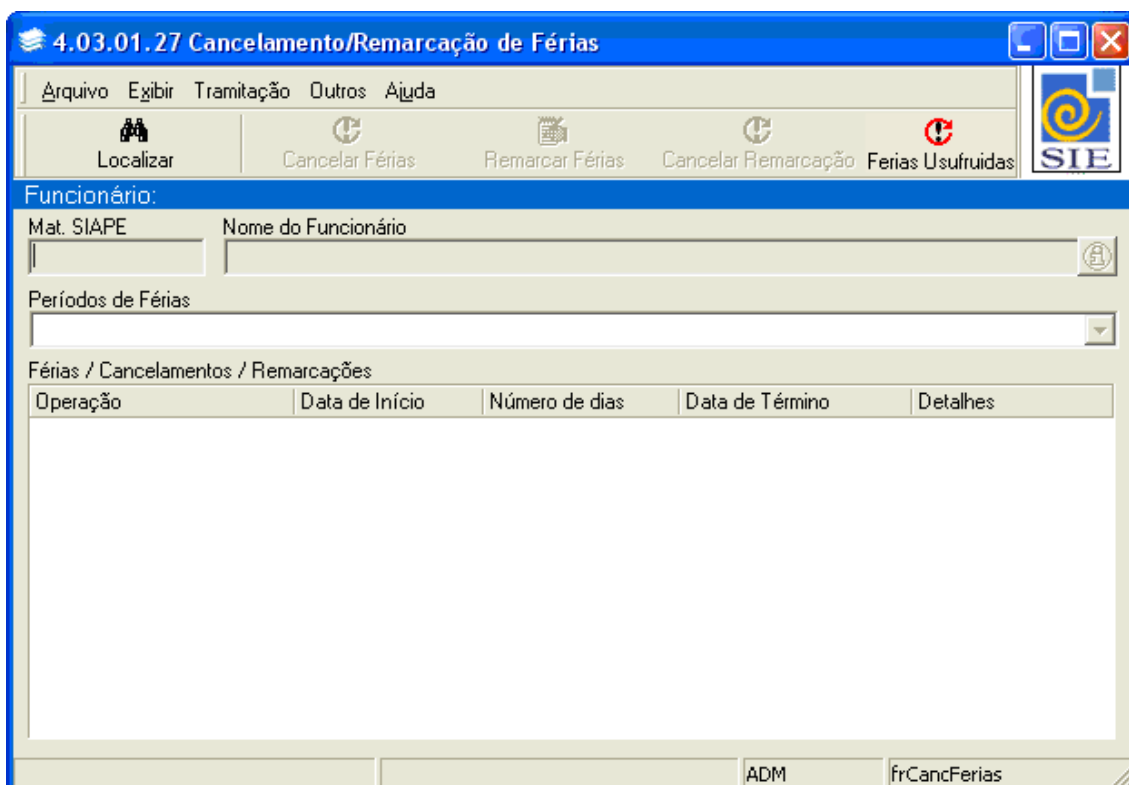 4.03.01.27 Cancelamento/Remarcação de Férias
Arquivo Exibir Tramitação Outros Ajuda
Localizar Cancelar Férias Remarcar Férias Cancelar Remarcação Ferias Usufruidas SIE
Funcionário:
Mat. SIAPE Nome do Funcionário
Períodos de Férias
Férias / Cancelamentos / Remarcações
Operação Data de Início Número de dias Data de Término Detalhes
ADM frCancFerias